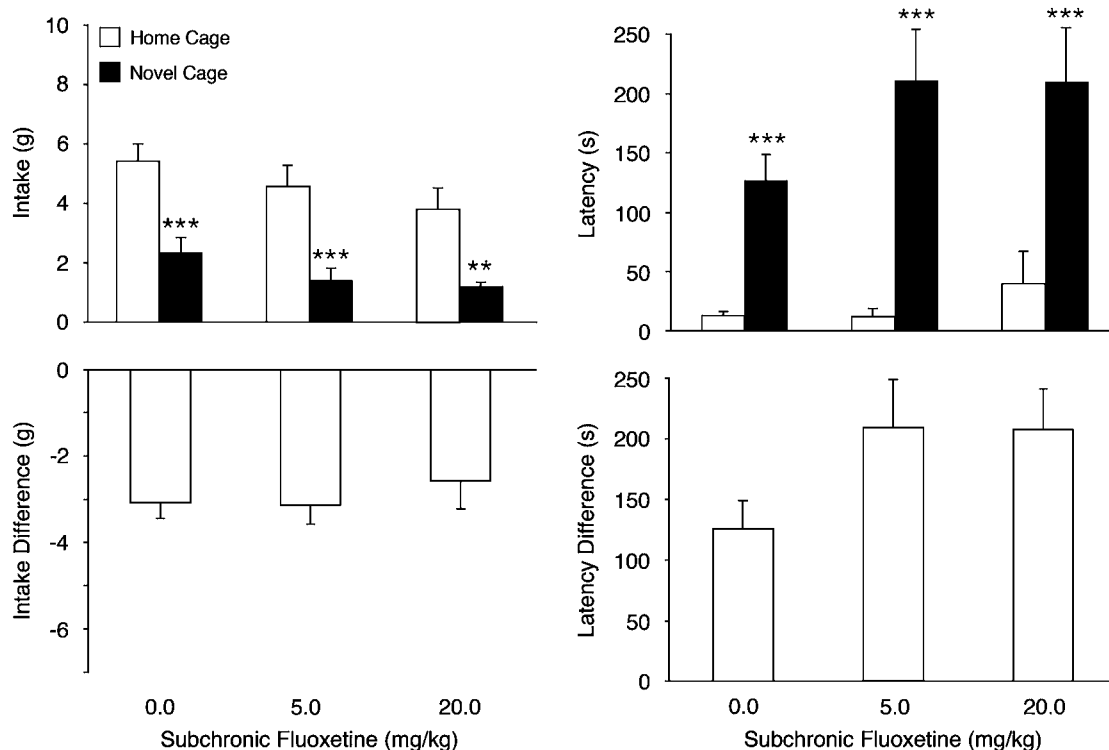 10
8
6
4
2
0
Intake (g)
Home Cage
Novel Cage
***
***
**
250
200
150
100
50
0
Latency (s)
***
***
***
0
-2
-4
-6
Intake Difference (g)
0.0 5.0 20.0
Subchronic Fluoxetine (mg/kg)
250
200
150
100
50
0
Latency Difference (s)
0.0 5.0 20.0
Subchronic Fluoxetine (mg/kg)